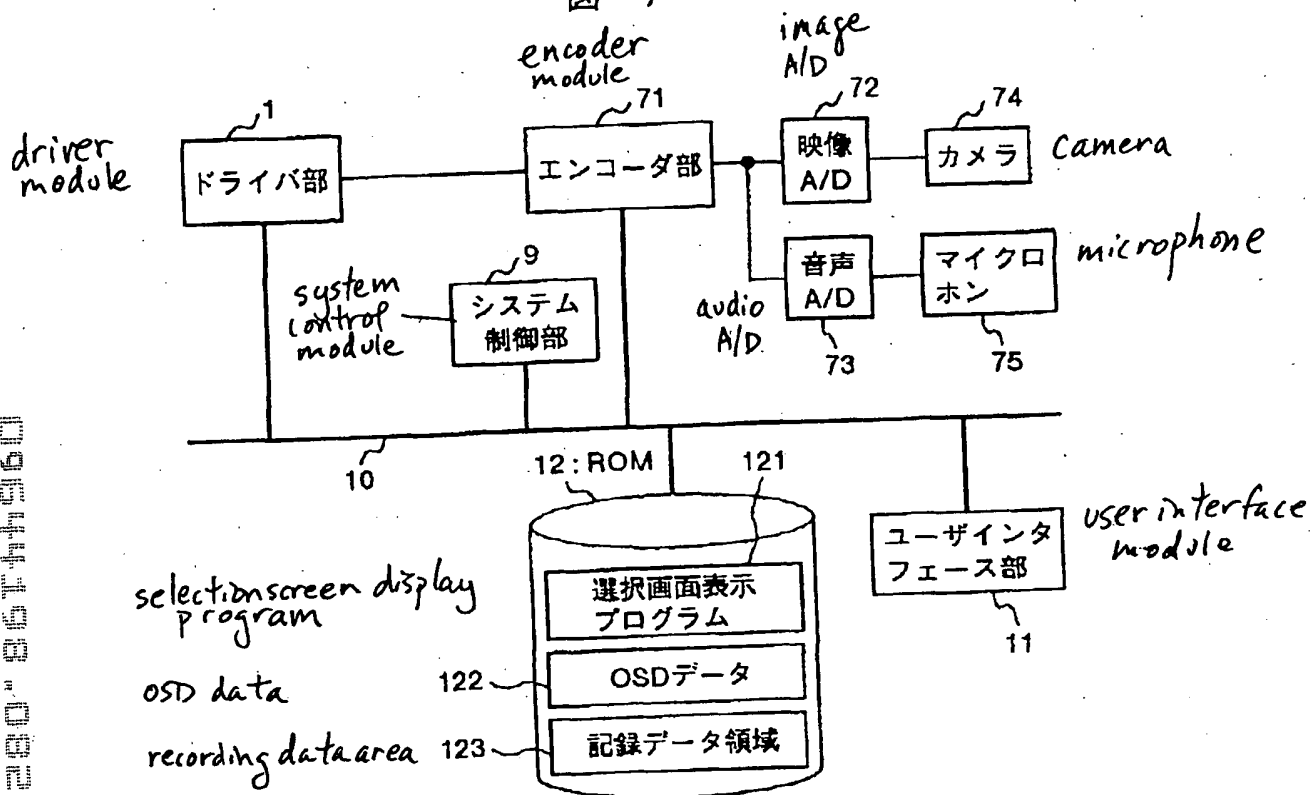 図
encoder
module
image
A/D
71
72
74
1
driver
module
ドライバ部
エンコーダ部
映像
A/D
カメラ
Camera
9
system
control
module
システム
制御部
audio
A/D
音声
A/D
73
マイクロ
ホン
75
microphone
10
12:ROM
121
selection screen display
program
選択画面表示
プログラム
ユーザインタ
フェース部
11
user interface
module
OSD data
122
OSDデータ
recording data area
123
記録データ領域